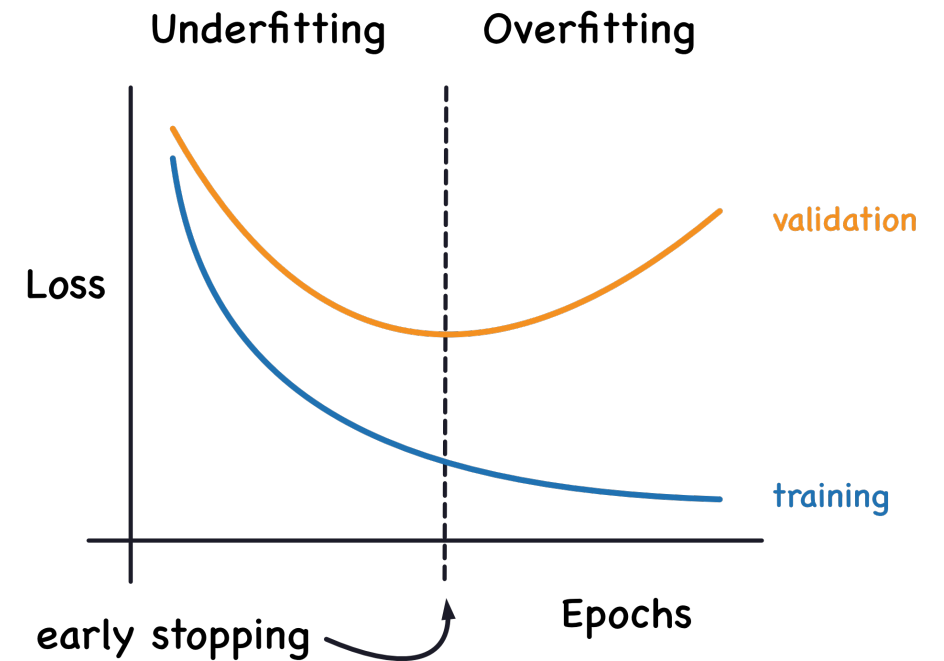 Underfitting
Overfitting
validation
Loss
training
Epochs
early stopping